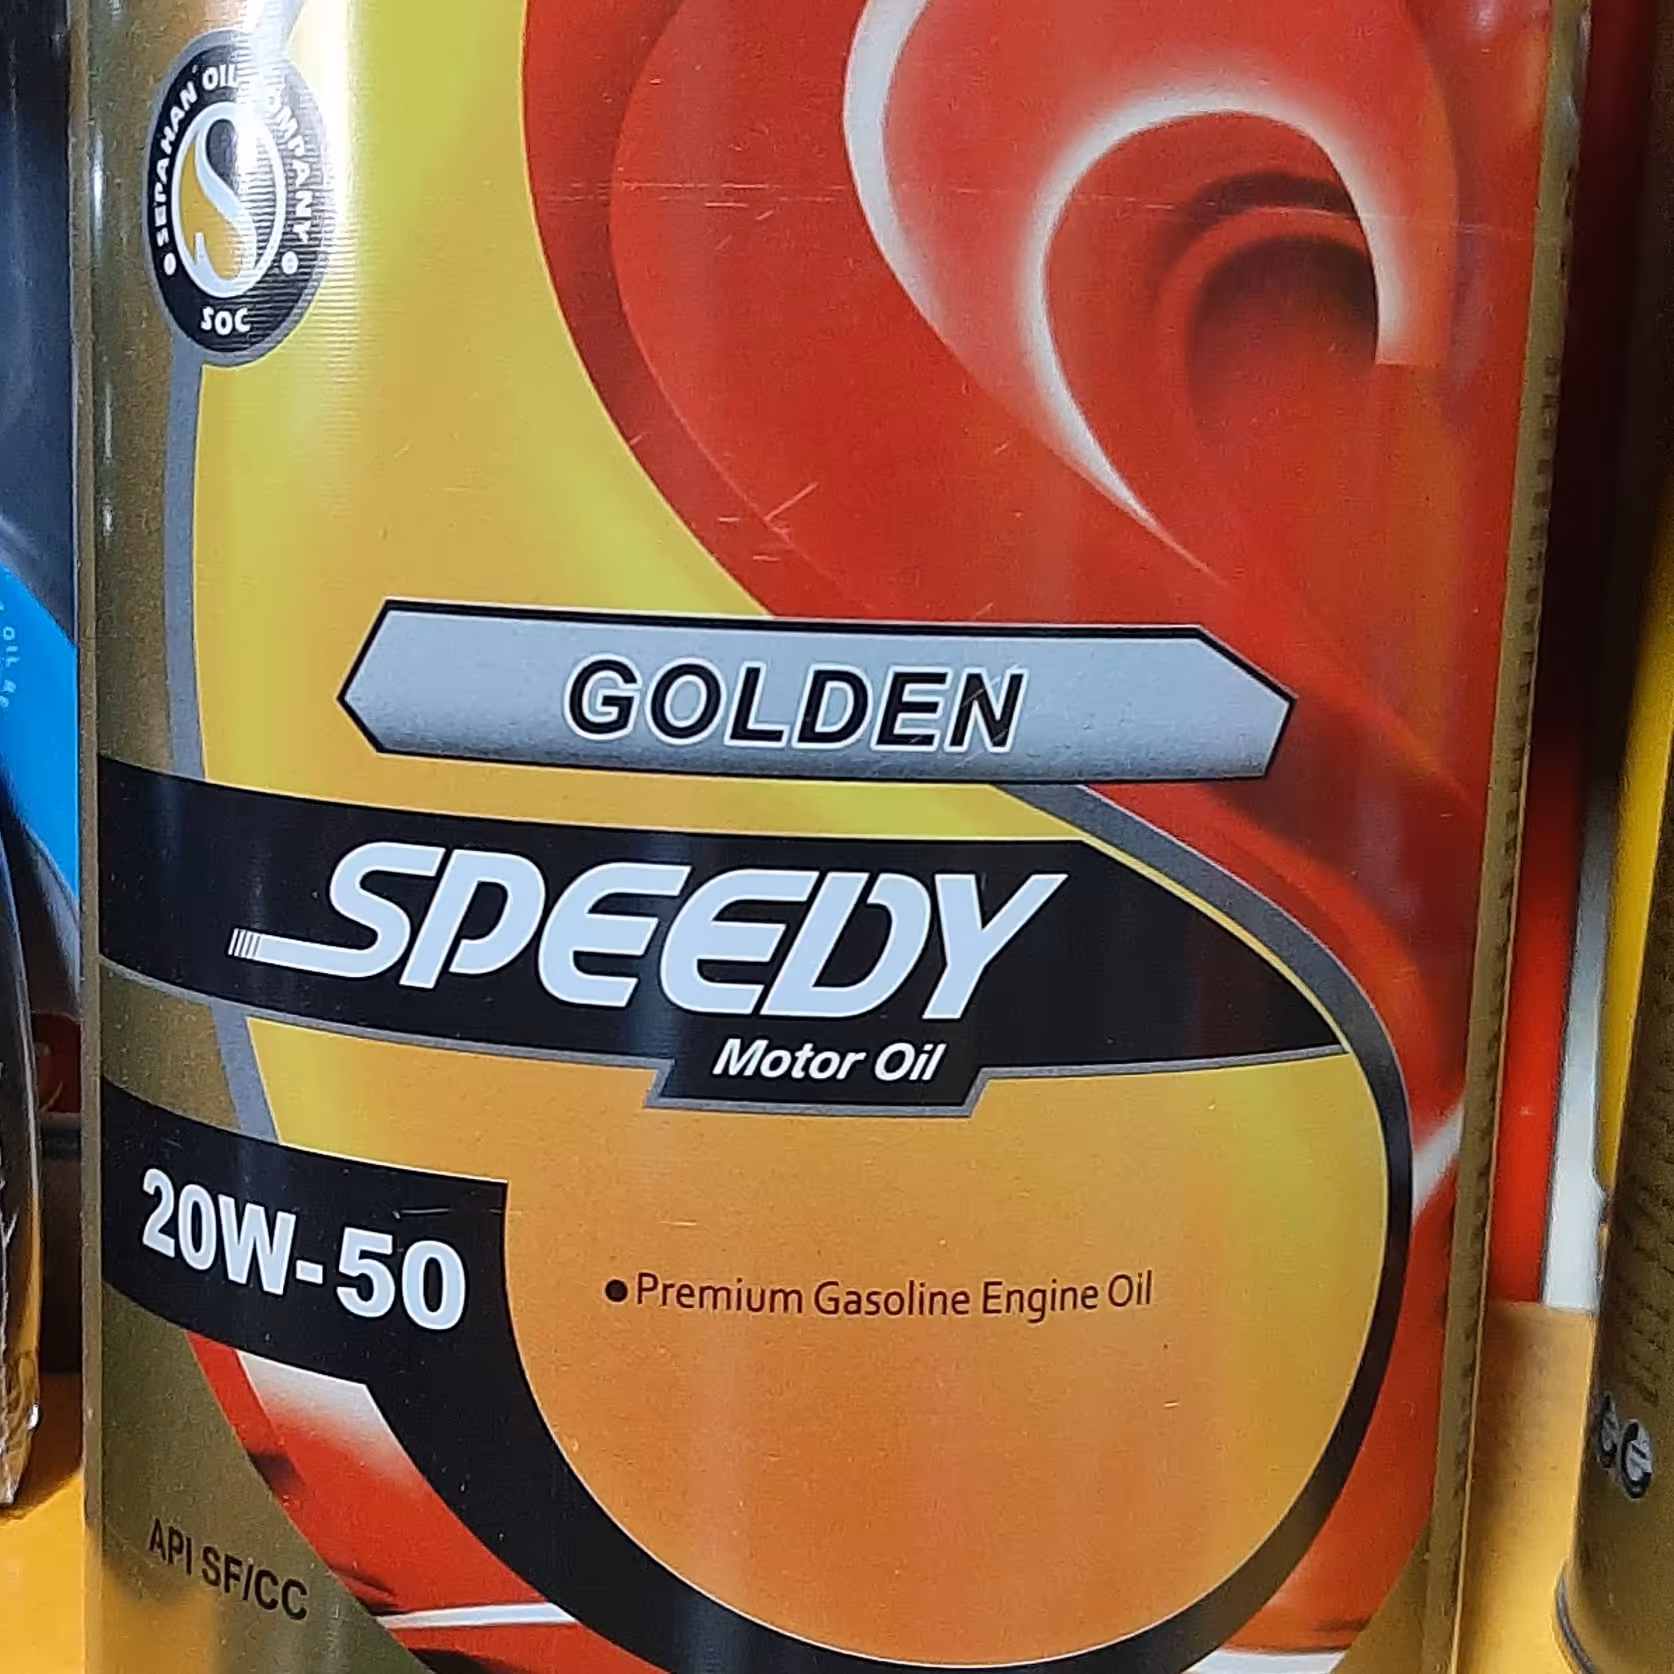 SEPAHAN OIL COMPANY
SOC
GOLDEN
SPEEDY
Motor Oil
20W-50
•Premium Gasoline Engine Oil
API SF/CC